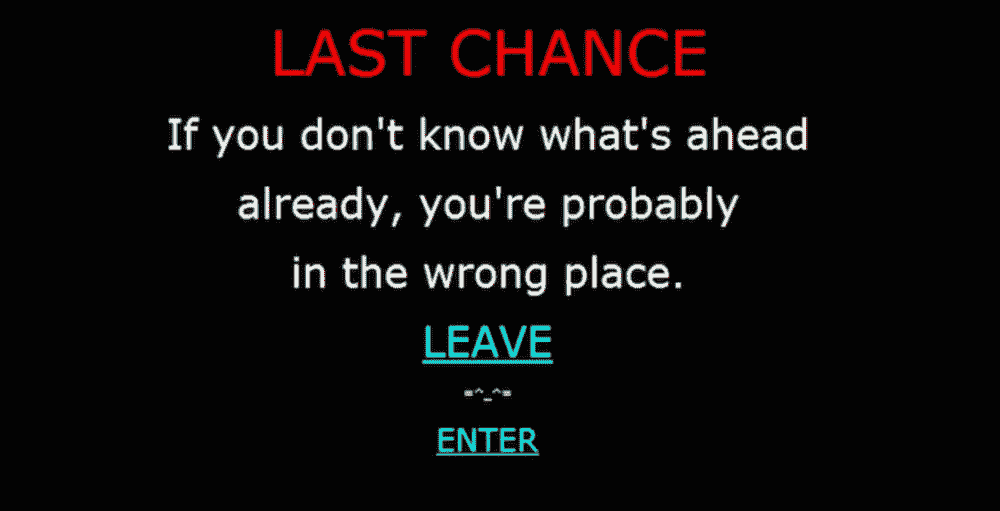 LAST CHANCE
If you don't know what's ahead
already, you're probably
in the wrong place.
LEAVE
=^_^=
ENTER